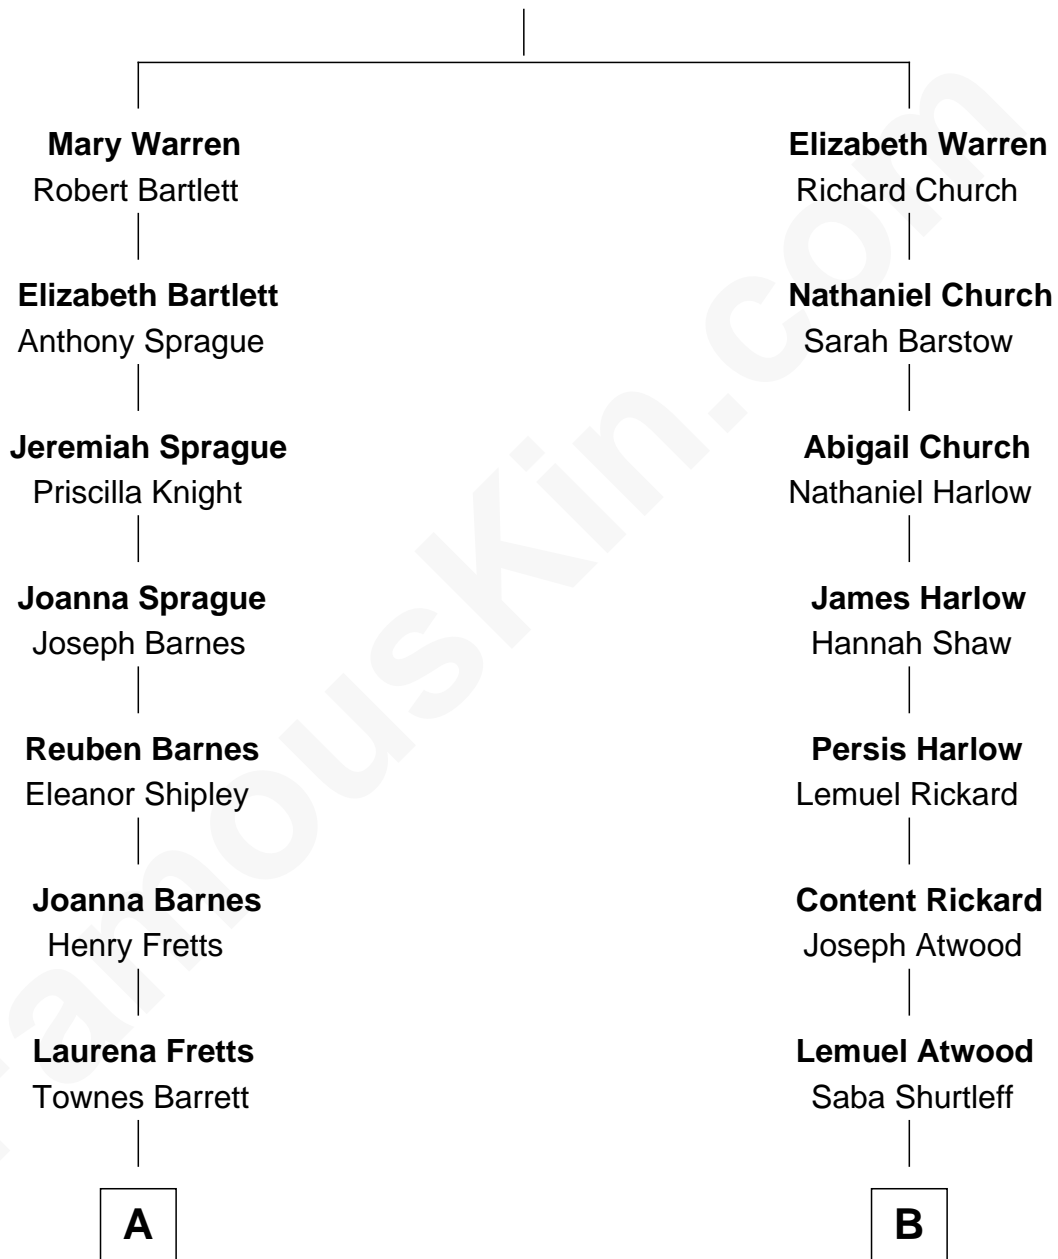 Mary Warren
Robert Bartlett
Elizabeth Bartlett
Anthony Sprague
Jeremiah Sprague
Priscilla Knight
Joanna Sprague
Joseph Barnes
Reuben Barnes
Eleanor Shipley
Joanna Barnes
Henry Fretts
Laurena Fretts
Townes Barrett
A
Elizabeth Warren
Richard Church
Nathaniel Church
Sarah Barstow
Abigail Church
Nathaniel Harlow
James Harlow
Hannah Shaw
Persis Harlow
Lemuel Rickard
Content Rickard
Joseph Atwood
Lemuel Atwood
Saba Shurtleff
B
FamousKin.com